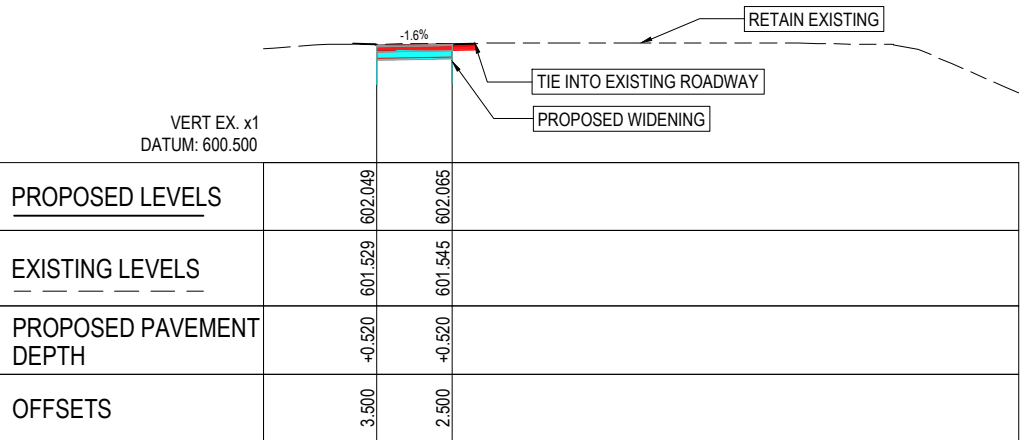 RETAIN EXISTING
-1.6%
TIE INTO EXISTING ROADWAY
PROPOSED WIDENING
VERT EX. x1
DATUM: 600.500
PROPOSED LEVELS
602.049
602.065
EXISTING LEVELS
601.529
601.545
PROPOSED PAVEMENT
DEPTH
+0.520
+0.520
OFFSETS
3.500
2.500